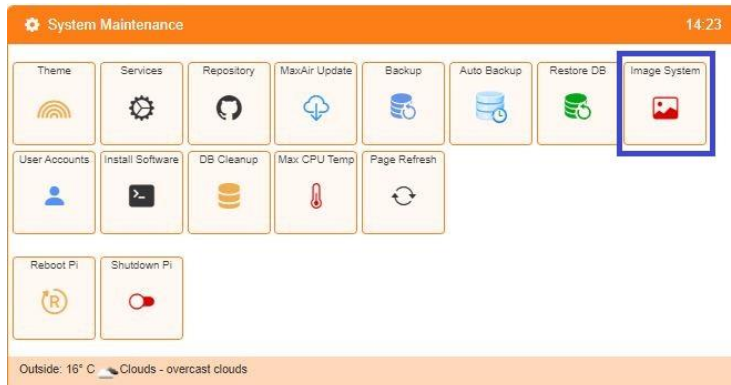 System Maintenance 14:23
Theme Services Repository MaxAir Update Backup Auto Backup Restore DB Image System
User Accounts Install Software DB Cleanup Max CPU Temp Page Refresh
>_
Reboot Pi Shutdown Pi
R
Outside: 16° C Clouds - overcast clouds